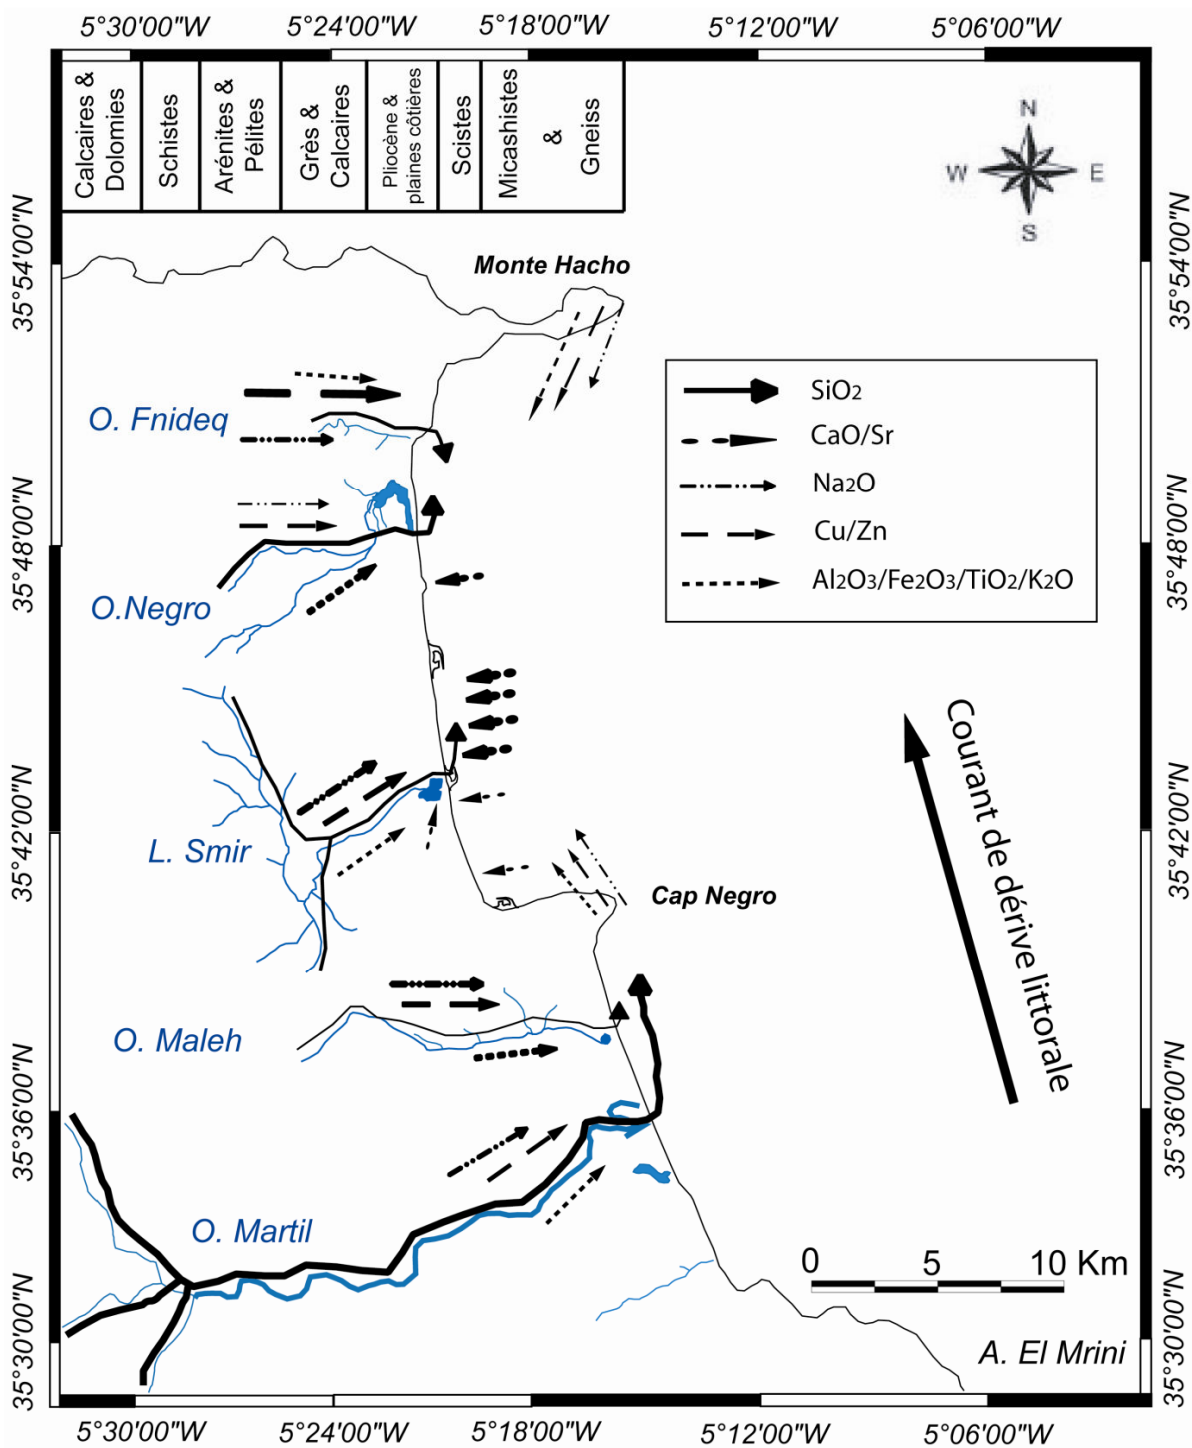 5°30'00"W 5°24'00"W 5°18'00"W 5°12'00"W 5°06'00"W
Calcaires &
Dolomies
Schistes
Arénites &
Pélites
Grès &
Calcaires
Pliocène &
plaines côtières
Scistes
Micashistes
&
Gneiss
N
W E
S
35°54'00"N
35°54'00"N
Monte Hacho
SiO2
CaO/Sr
Na2O
Cu/Zn
Al2O3/Fe2O3/TiO2/K2O
O. Fnideq
35°48'00"N
35°48'00"N
O.Negro
Courant de dérive littorale
35°42'00"N
35°42'00"N
L. Smir
Cap Negro
O. Maleh
35°36'00"N
35°36'00"N
O. Martil
0 5 10 Km
35°30'00"N
35°30'00"N
A. El Mrini
5°30'00"W 5°24'00"W 5°18'00"W 5°12'00"W 5°06'00"W